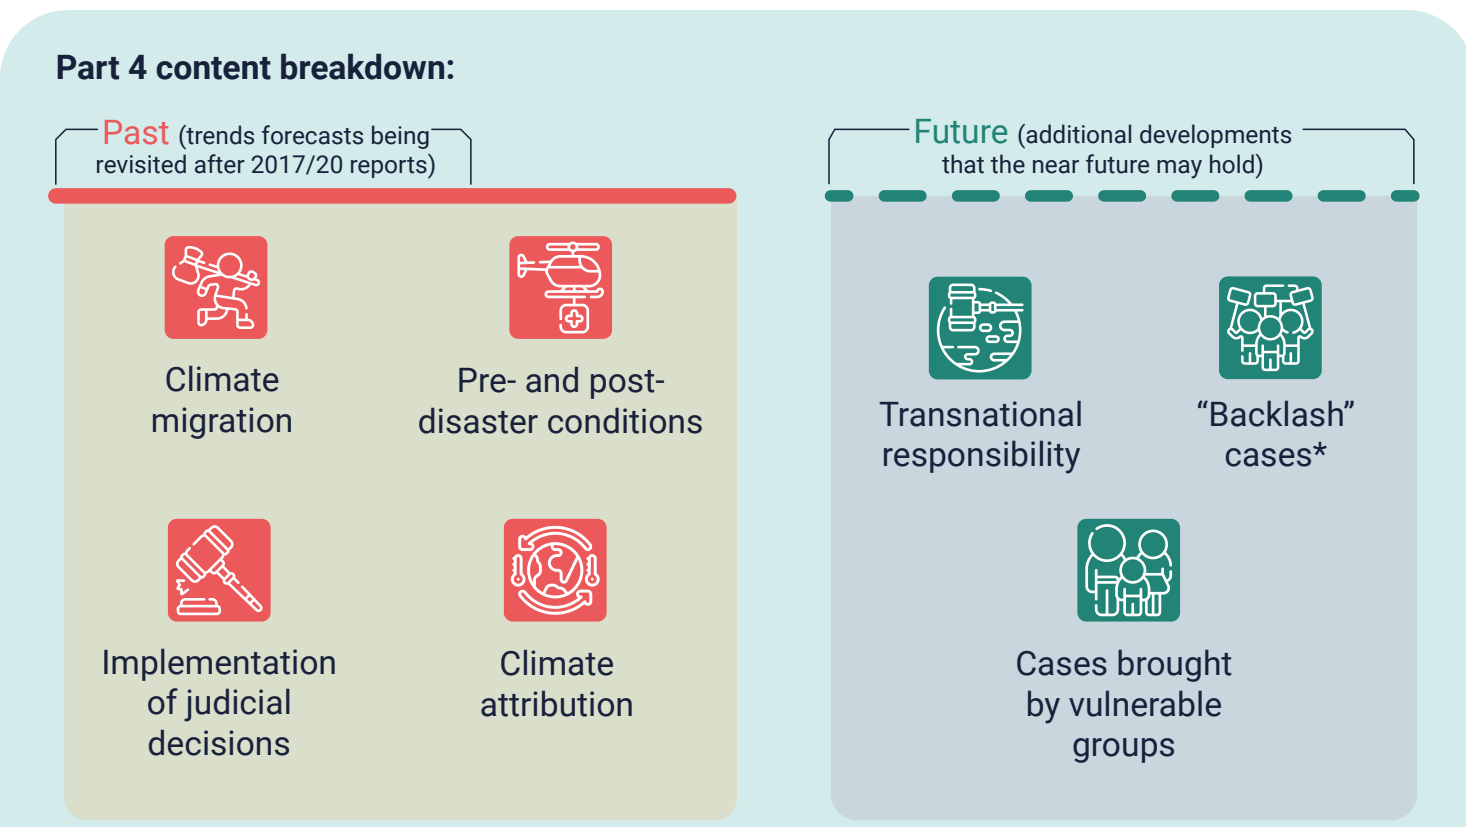 Part 4 content breakdown:
Past (trends forecasts being
revisited after 2017/20 reports)
Climate
migration
Pre- and post-
disaster conditions
Implementation
of judicial
decisions
Climate
attribution
Future (additional developments
that the near future may hold)
Transnational
responsibility
“Backlash”
cases*
Cases brought
by vulnerable
groups